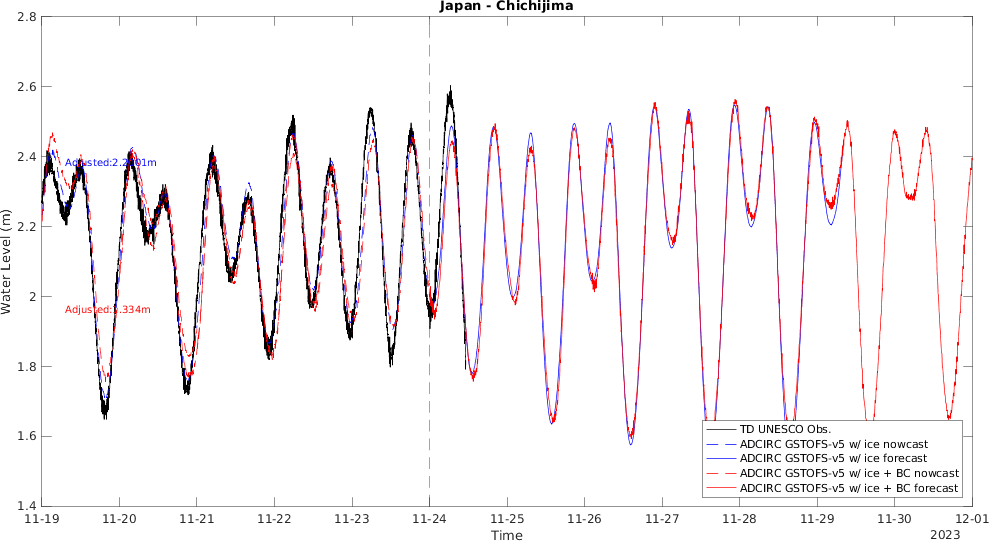 Japan - Chichijima
2.8
2.6
2.4
2.2
2
1.8
1.6
1.4
Water Level (m)
Adjusted:
Adjusted:
TD UNESCO Obs.
ADCIRC GSTOFS-v5 w/ ice nowcast
ADCIRC GSTOFS-v5 w/ ice forecast
ADCIRC GSTOFS-v5 w/ ice + BC nowcast
ADCIRC GSTOFS-v5 w/ ice + BC forecast
11-19 11-20 11-21 11-22 11-23 11-24 11-25 11-26 11-27 11-28 11-29 11-30 12-01
Time
2023